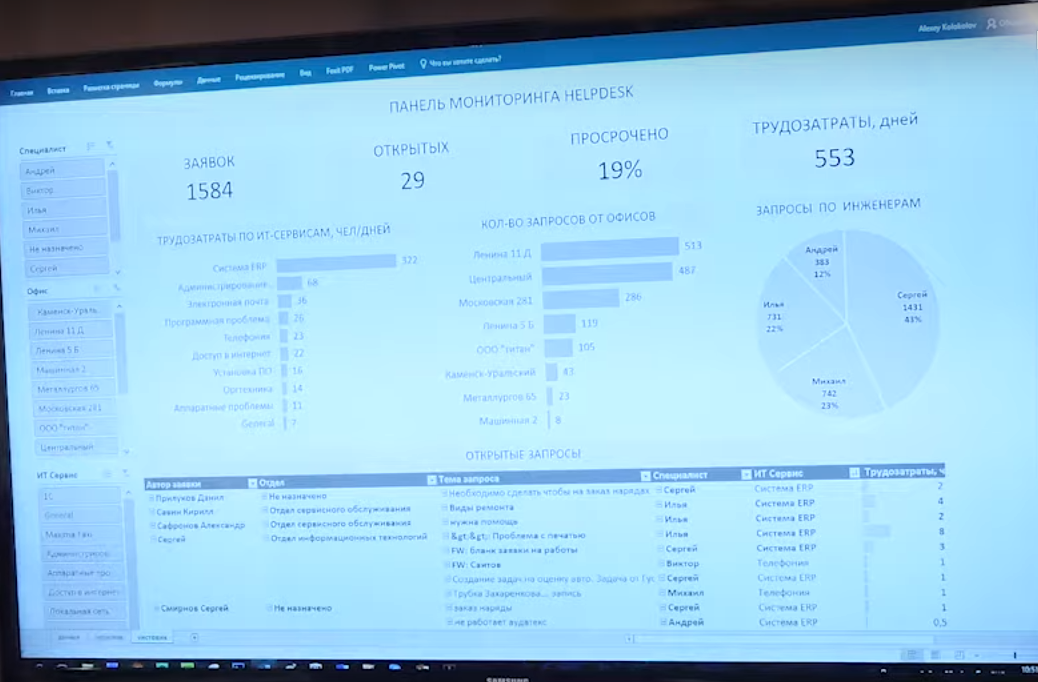 Alexey Kolokolov
Главная Вставка Разметка страницы Формулы Данные Рецензирование Вид Foxit PDF Power Pivot Что вы хотите сделать?
ПАНЕЛЬ МОНИТОРИНГА HELPDESK
ЗАЯВОК
1584
ОТКРЫТЫХ
29
ПРОСРОЧЕНО
19%
ТРУДОЗАТРАТЫ, дней
553
Специалист
Андрей
Виктор
Илья
Михаил
Не назначено
Сергей
Офис
Каменск-Ураль...
Ленина 11 Д
Ленина 5 Б
Машинная 2
Металлургов 65
Московская 281
ООО "титан"
Центральный
ИТ Сервис
1С
General
Аппаратные про...
Доступ в интернет
Локальная сеть
ТРУДОЗАТРАТЫ ПО ИТ-СЕРВИСАМ, ЧЕЛ/ДНЕЙ
Система ERP 322
Администрирование 68
Электронная почта 36
Программная проблема 26
Телефония 23
Доступ в интернет 22
Установка ПО 16
Оргтехника 14
Аппаратные проблемы 11
General 7
КОЛ-ВО ЗАПРОСОВ ОТ ОФИСОВ
Ленина 11 Д 513
Центральный 487
Московская 281 286
Ленина 5 Б 119
ООО "титан" 105
Каменск-Уральский 43
Металлургов 65 23
Машинная 2 8
ЗАПРОСЫ ПО ИНЖЕНЕРАМ
Андрей
383
12%
Сергей
1431
43%
Илья
731
22%
Михаил
742
23%
ОТКРЫТЫЕ ЗАПРОСЫ
Автор заявки Отдел Тема запроса Специалист ИТ Сервис Трудозатраты, ч
Прилуков Данил Не назначено Необходимо сделать чтобы на заказ нарядах Сергей Система ERP 2
Савин Кирилл Отдел сервисного обслуживания Виды ремонта Илья Система ERP 4
Сафронов Александр Отдел сервисного обслуживания нужна помощь Илья Система ERP 2
Сергей Отдел информационных технологий &gt;&gt;: Проблема с печатью Илья Система ERP 8
FW: бланк заявки на работы Сергей Система ERP 3
FW: Саитов Виктор Телефония 1
Создание задач на оценку авто. Задача от Гус Сергей Система ERP 1
Трубка Захаренкова... запись Михаил Телефония 1
Смирнов Сергей Не назначено заказ наряды Сергей Система ERP 1
не работает аудатекс Андрей Система ERP 0,5
10:51
SAMSUNG